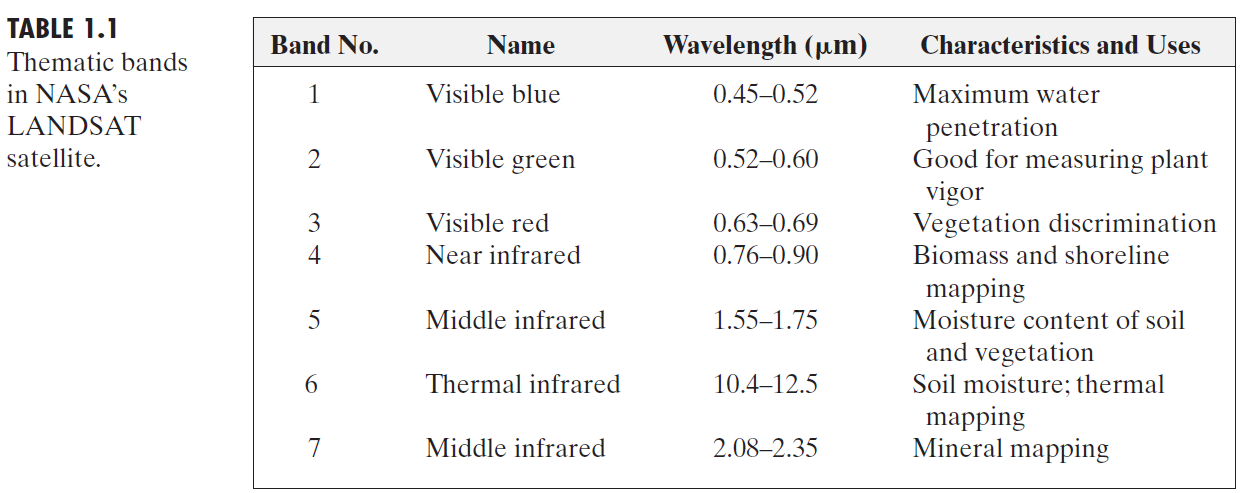 TABLE 1.1
Thematic bands
in NASA’s
LANDSAT
satellite.
Band No. Name Wavelength (μm) Characteristics and Uses
1 Visible blue 0.45–0.52 Maximum water
penetration
2 Visible green 0.52–0.60 Good for measuring plant
vigor
3 Visible red 0.63–0.69 Vegetation discrimination
4 Near infrared 0.76–0.90 Biomass and shoreline
mapping
5 Middle infrared 1.55–1.75 Moisture content of soil
and vegetation
6 Thermal infrared 10.4–12.5 Soil moisture; thermal
mapping
7 Middle infrared 2.08–2.35 Mineral mapping